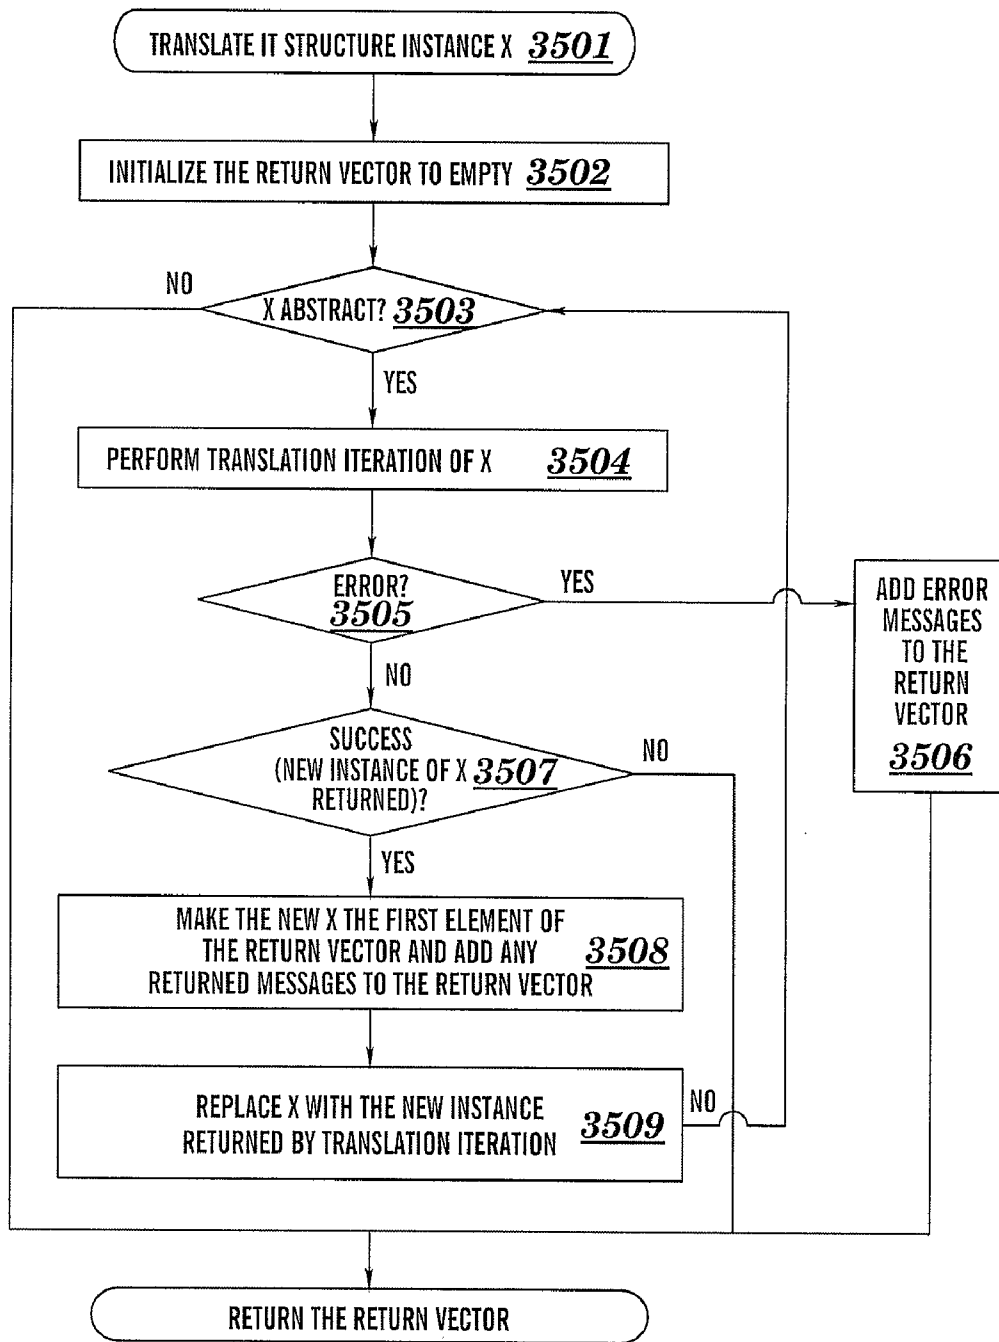 TRANSLATE IT STRUCTURE INSTANCE X 3501
INITIALIZE THE RETURN VECTOR TO EMPTY 3502
NO
X ABSTRACT? 3503
YES
PERFORM TRANSLATION ITERATION OF X 3504
ERROR?
3505
YES
ADD ERROR
MESSAGES
TO THE
RETURN
VECTOR
3506
NO
SUCCESS
(NEW INSTANCE OF X 3507
RETURNED)?
NO
YES
MAKE THE NEW X THE FIRST ELEMENT OF
THE RETURN VECTOR AND ADD ANY 3508
RETURNED MESSAGES TO THE RETURN VECTOR
REPLACE X WITH THE NEW INSTANCE
RETURNED BY TRANSLATION ITERATION 3509
NO
RETURN THE RETURN VECTOR